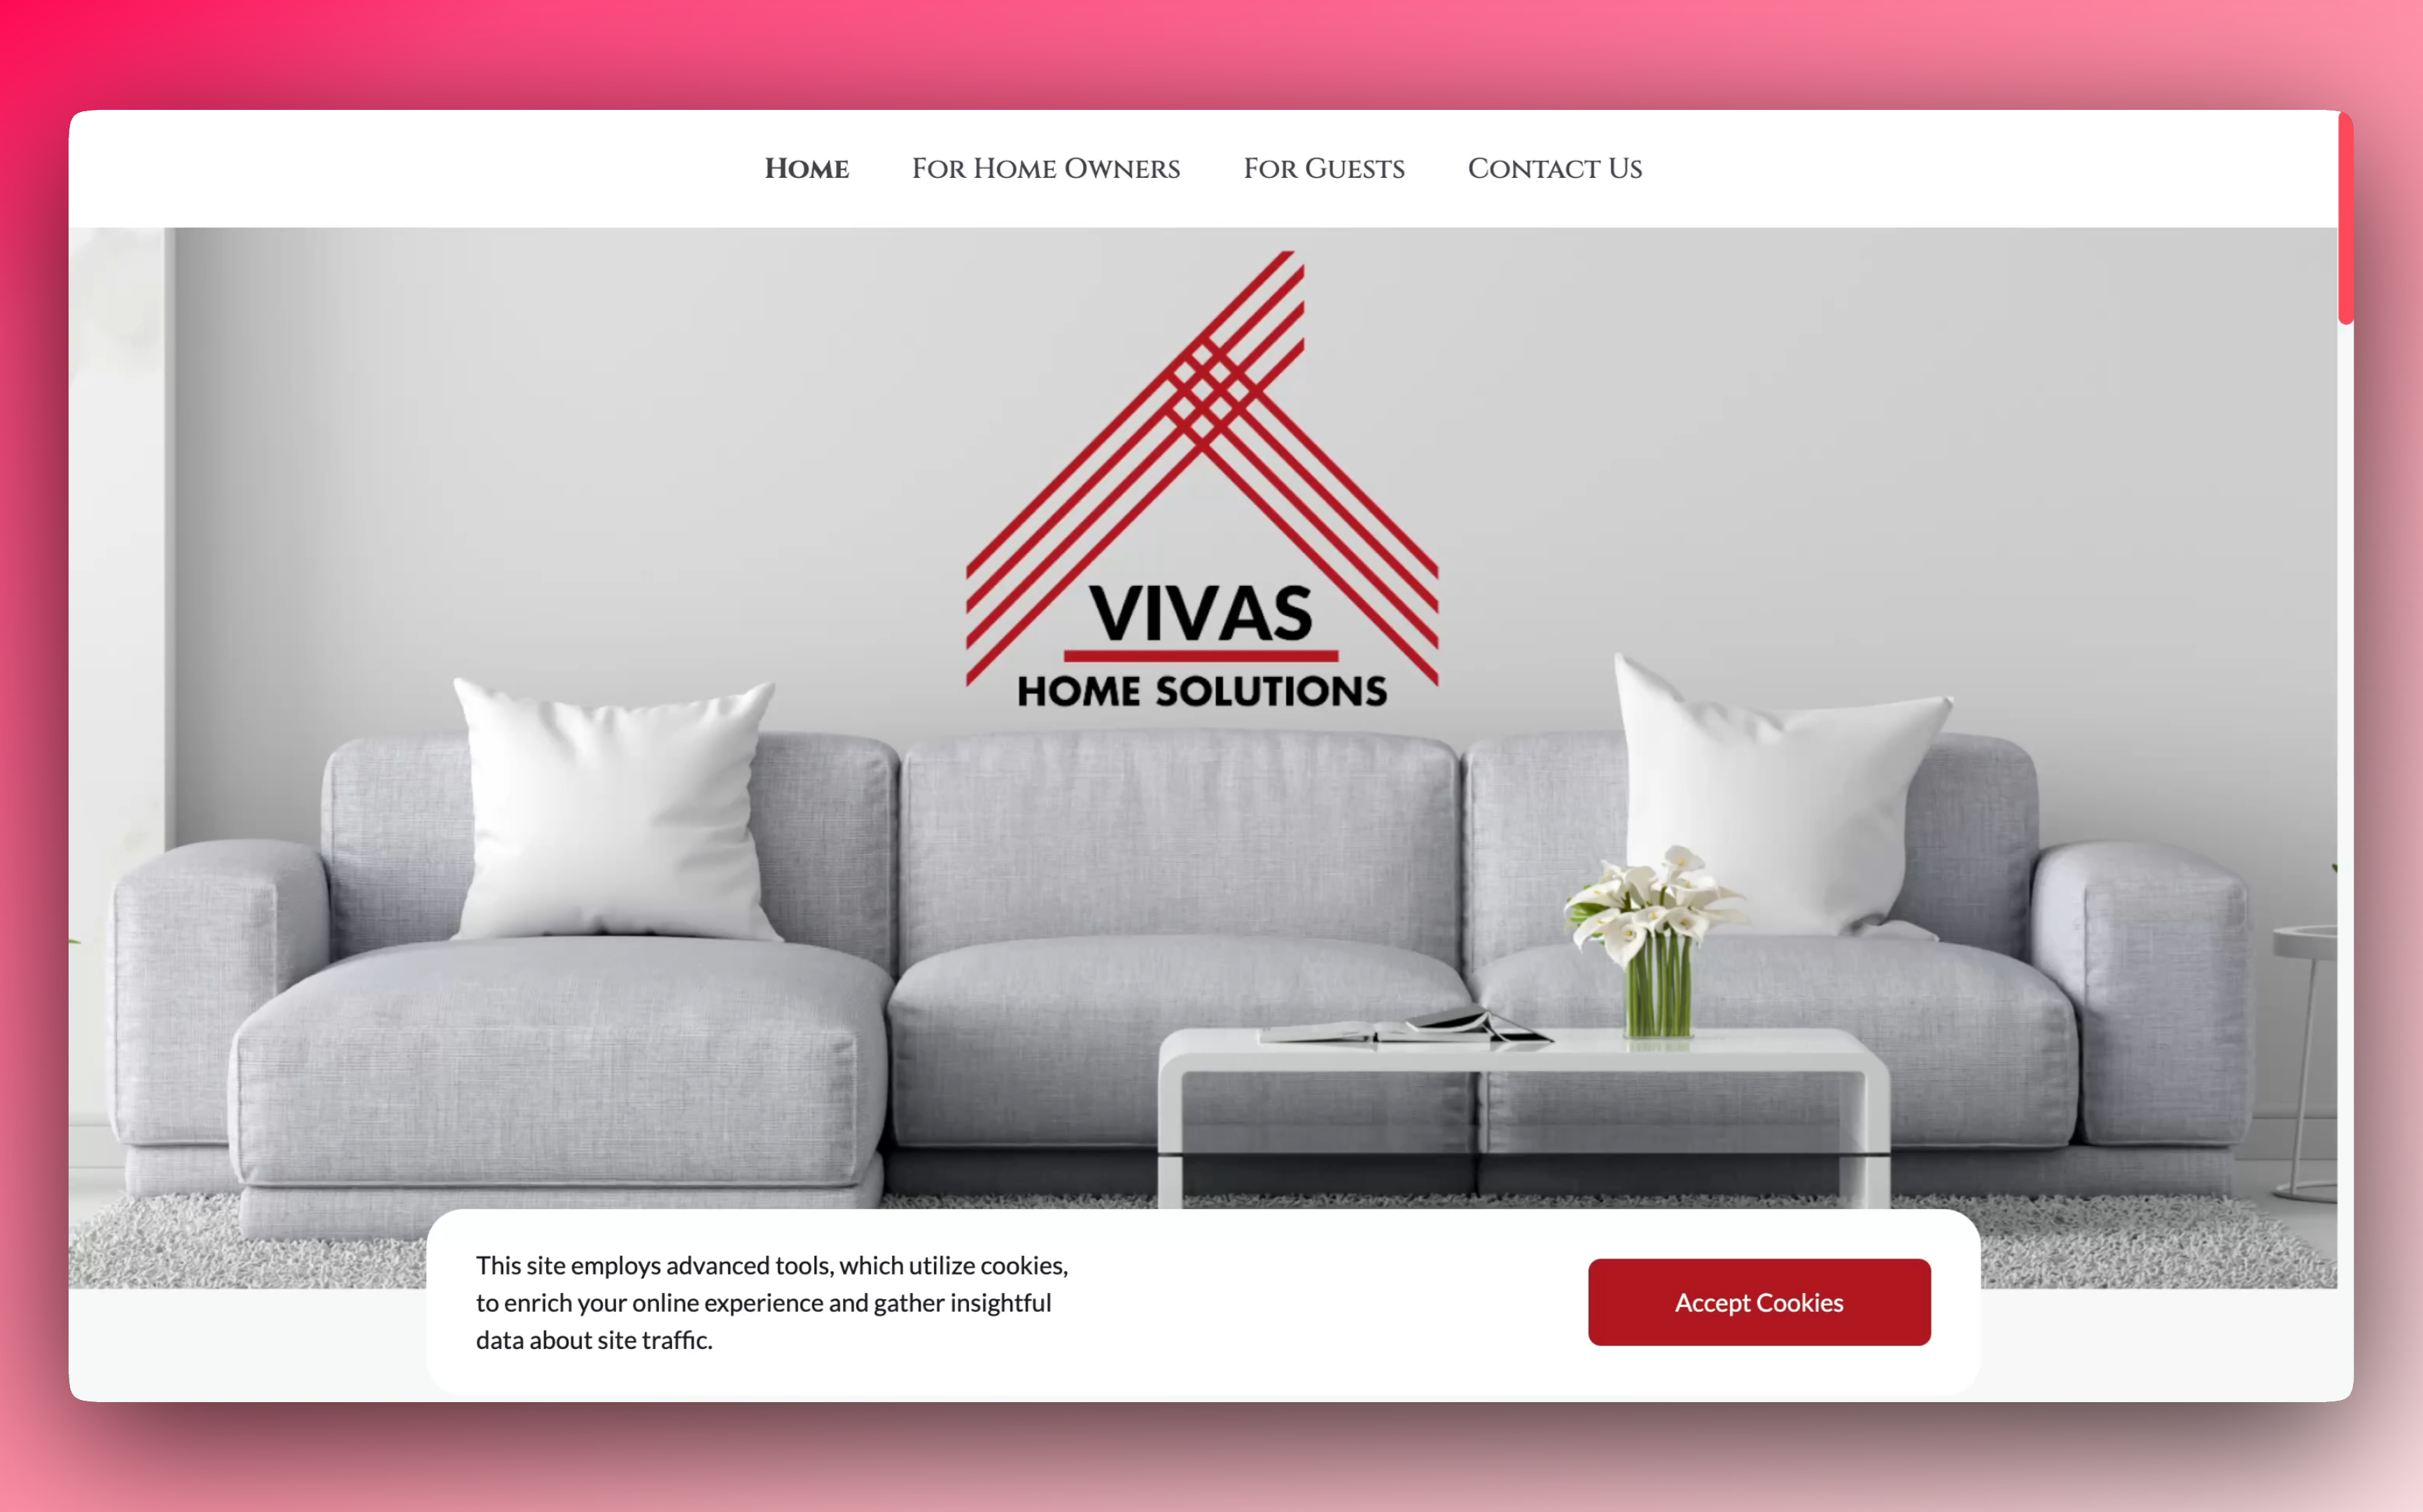 Home For Home Owners For Guests Contact Us
VIVAS
HOME SOLUTIONS
This site employs advanced tools, which utilize cookies,
to enrich your online experience and gather insightful
data about site traffic.
Accept Cookies